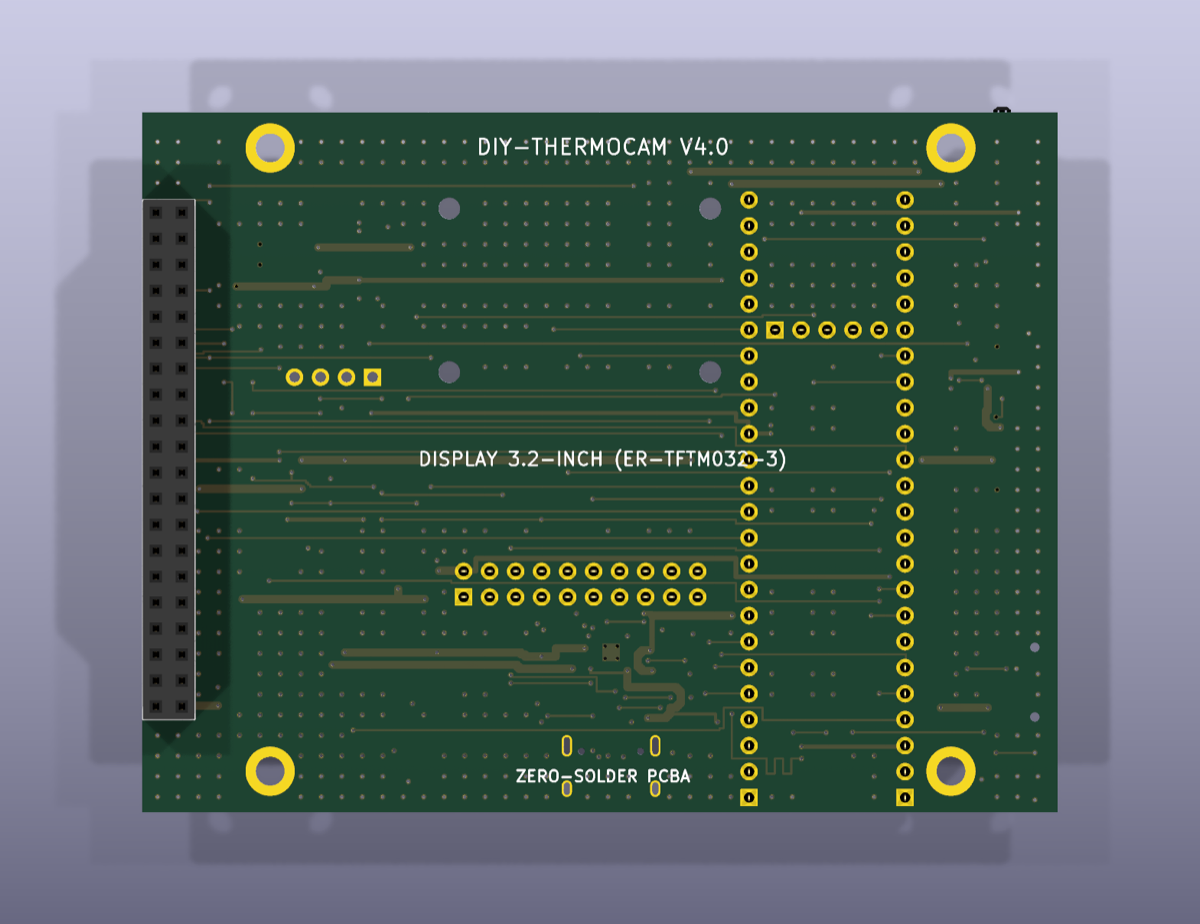 DIY-THERMOCAM V4.0
DISPLAY 3.2-INCH (ER-TFTM032-3)
ZERO-SOLDER PCBA